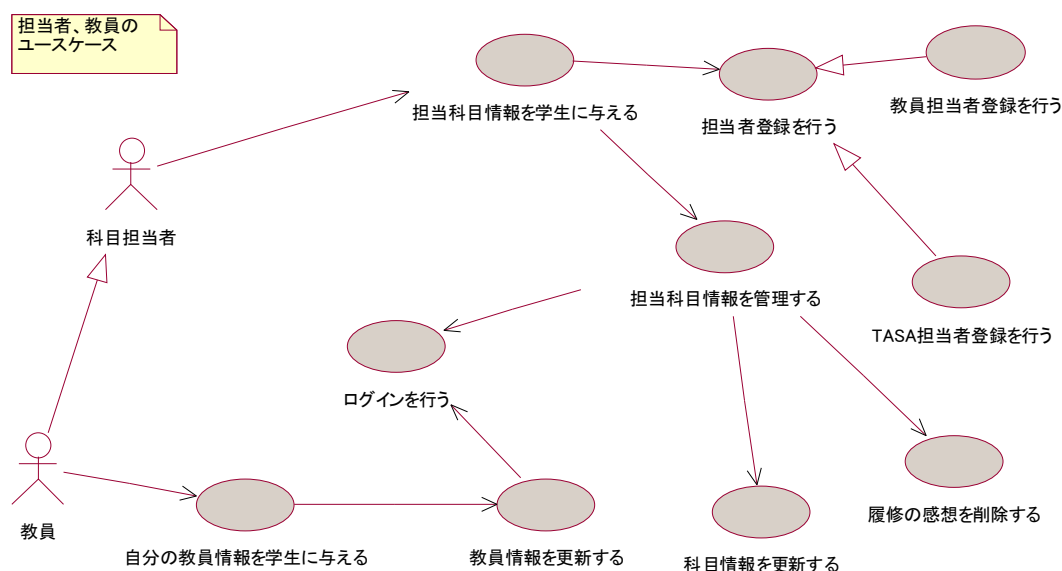 担当者、教員の
ユースケース
担当科目情報を学生に与える
担当者登録を行う
教員担当者登録を行う
科目担当者
担当科目情報を管理する
TASA担当者登録を行う
ログインを行う
教員
自分の教員情報を学生に与える
教員情報を更新する
科目情報を更新する
履修の感想を削除する